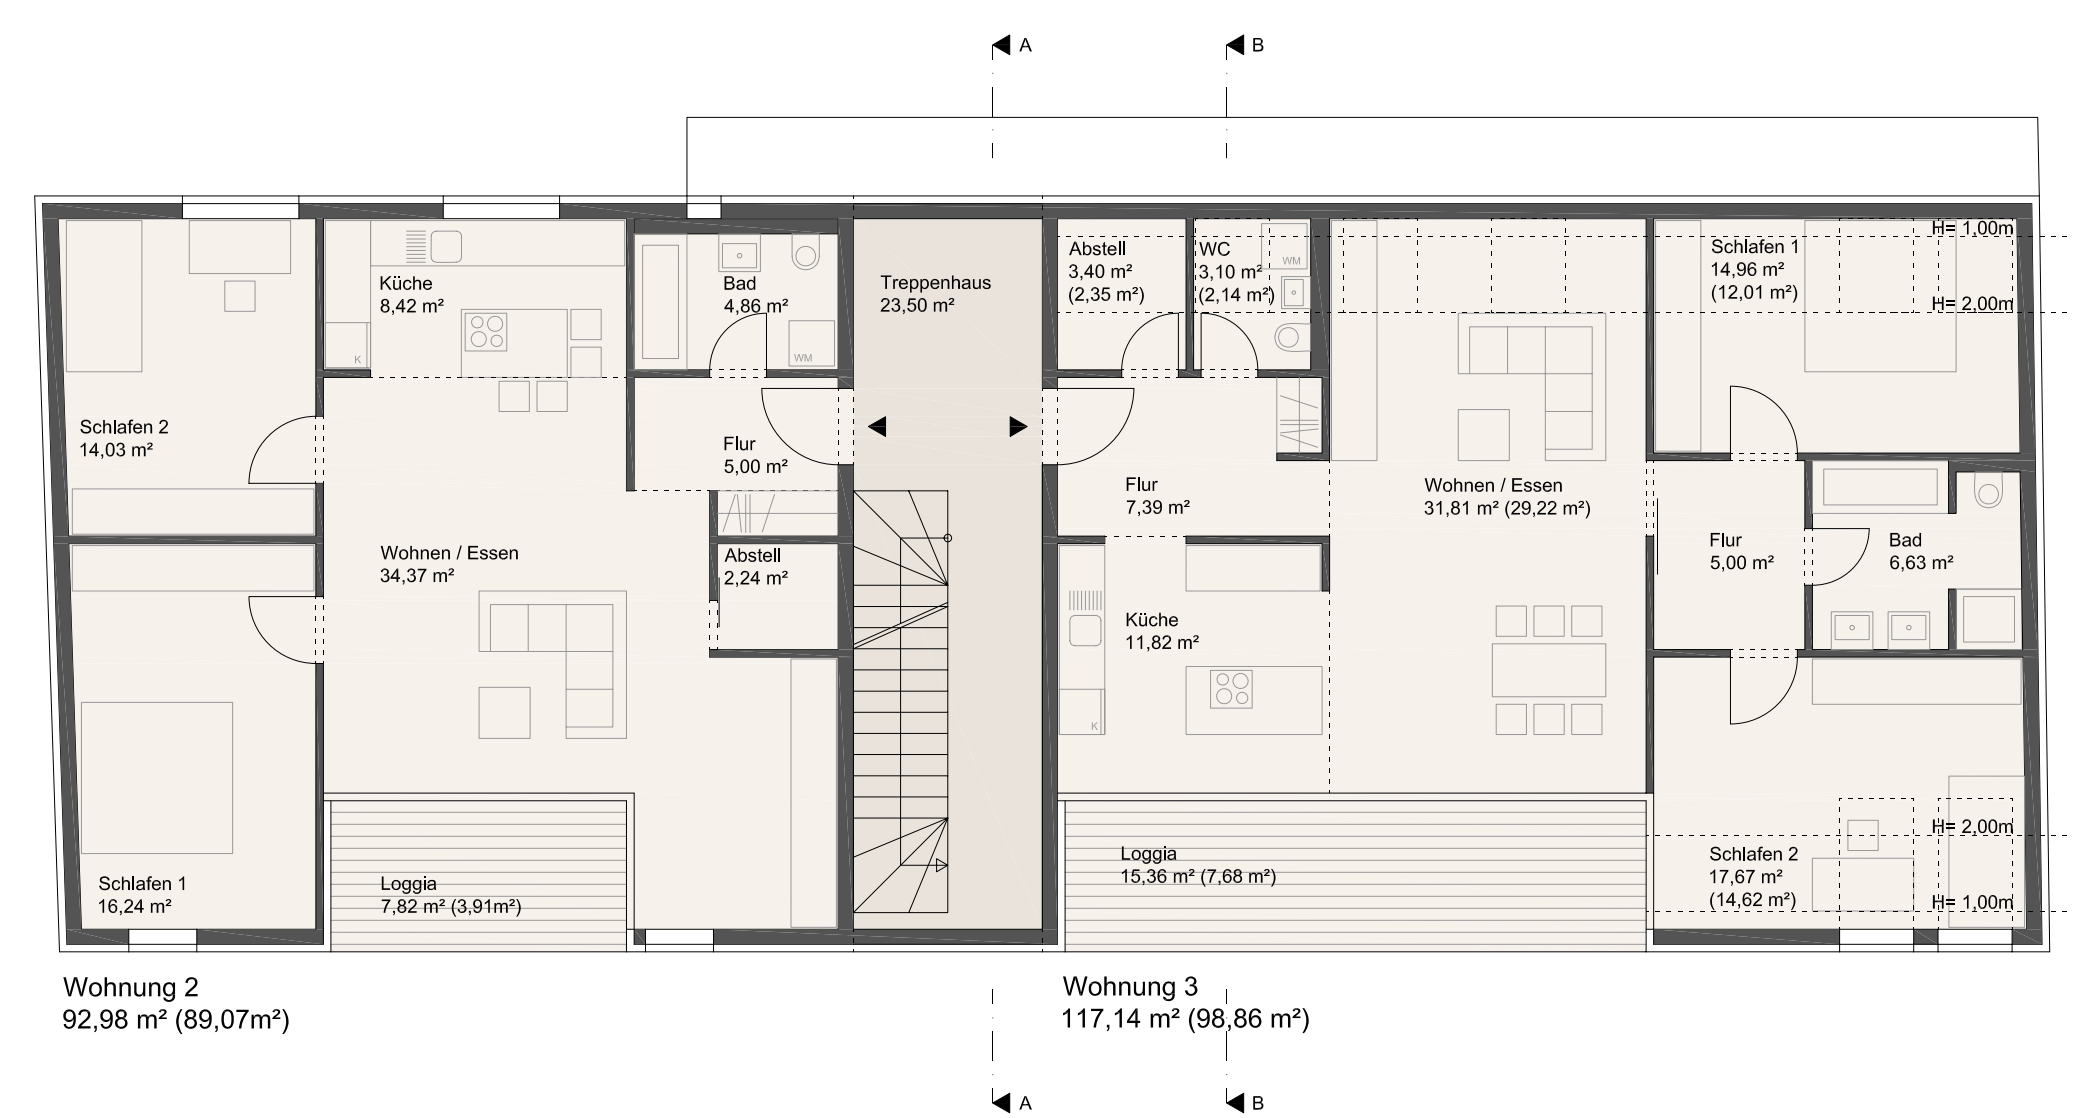 A
B
Küche
8,42 m²
Bad
4,86 m²
WM
K
Schlafen 2
14,03 m²
Flur
5,00 m²
Wohnen / Essen
34,37 m²
Abstell
2,24 m²
Schlafen 1
16,24 m²
Loggia
7,82 m² (3,91m²)
Treppenhaus
23,50 m²
Abstell
3,40 m²
(2,35 m²)
WC
3,10 m²
(2,14 m²)
WM
Schlafen 1
14,96 m²
(12,01 m²)
H= 1,00m
H= 2,00m
Flur
7,39 m²
Wohnen / Essen
31,81 m² (29,22 m²)
Flur
5,00 m²
Bad
6,63 m²
Küche
11,82 m²
K
Loggia
15,36 m² (7,68 m²)
Schlafen 2
17,67 m²
(14,62 m²)
H= 2,00m
H= 1,00m
Wohnung 2
92,98 m² (89,07m²)
Wohnung 3
117,14 m² (98,86 m²)
A
B